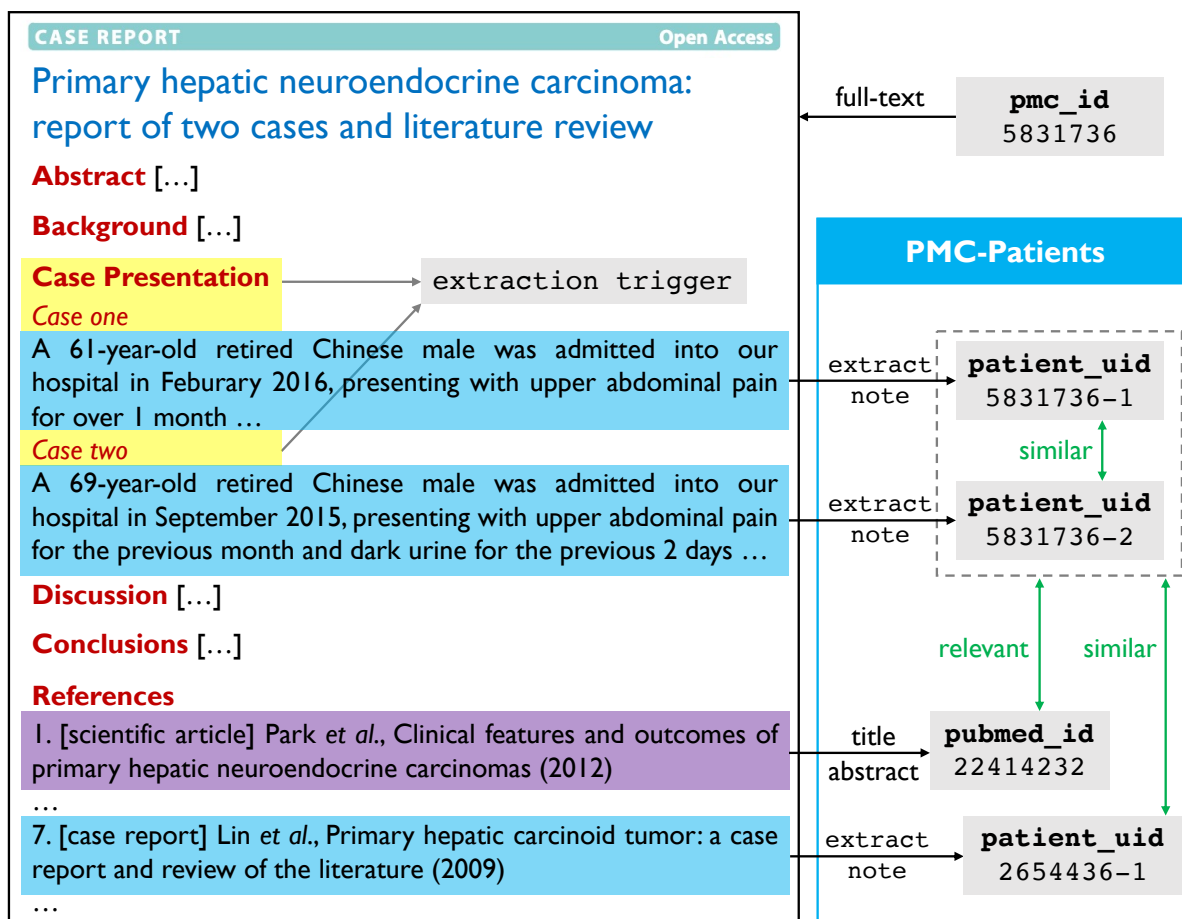 CASE REPORT Open Access
Primary hepatic neuroendocrine carcinoma:
report of two cases and literature review
Abstract […]
Background […]
Case Presentation
extraction trigger
Case one
A 61-year-old retired Chinese male was admitted into our
hospital in Feburary 2016, presenting with upper abdominal pain
for over 1 month …
Case two
A 69-year-old retired Chinese male was admitted into our
hospital in September 2015, presenting with upper abdominal pain
for the previous month and dark urine for the previous 2 days …
Discussion […]
Conclusions […]
References
1. [scientific article] Park et al., Clinical features and outcomes of
primary hepatic neuroendocrine carcinomas (2012)
…
7. [case report] Lin et al., Primary hepatic carcinoid tumor: a case
report and review of the literature (2009)
…
full-text
pmc_id
5831736
PMC-Patients
extract
note
patient_uid
5831736-1
similar
extract
note
patient_uid
5831736-2
relevant
similar
title
abstract
pubmed_id
22414232
extract
note
patient_uid
2654436-1